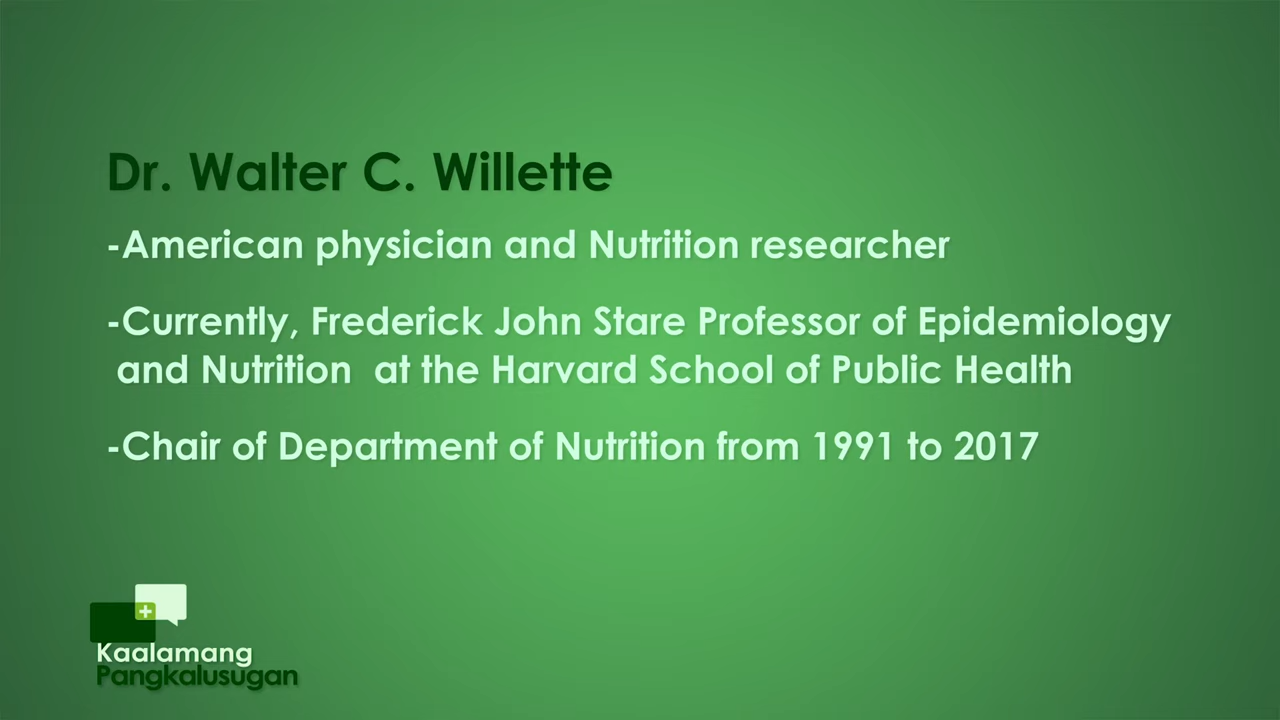 Dr. Walter C. Willette
-American physician and Nutrition researcher
-Currently, Frederick John Stare Professor of Epidemiology
and Nutrition at the Harvard School of Public Health
-Chair of Department of Nutrition from 1991 to 2017
Kaalamang
Pangkalusugan